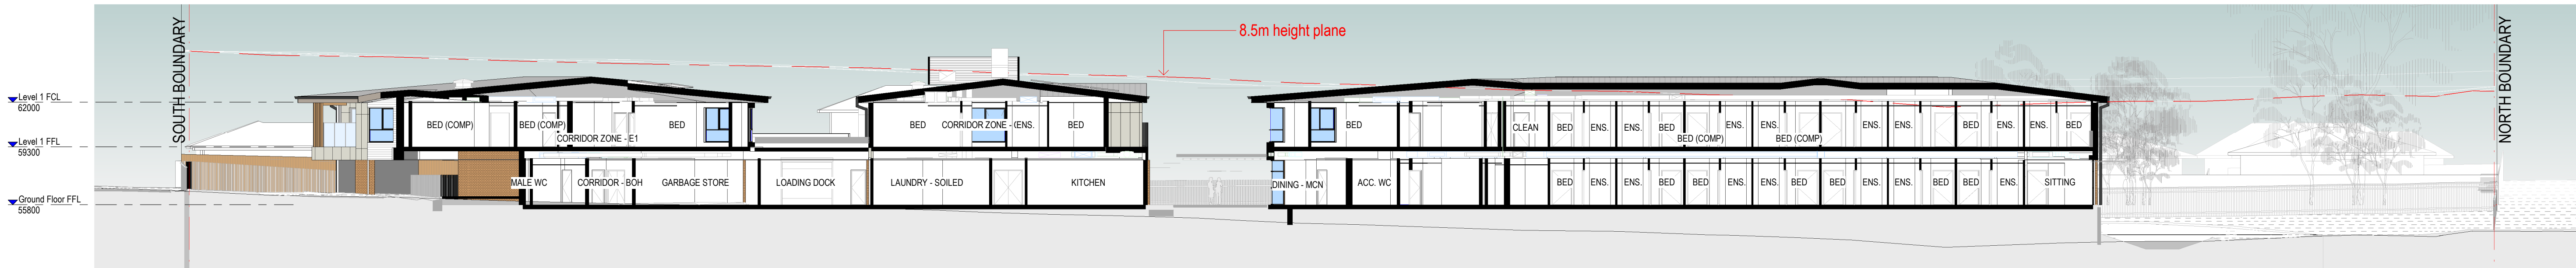 8.5m height plane
SOUTH BOUNDARY
NORTH BOUNDARY
Level 1 FCL
62000
Level 1 FFL
59300
Ground Floor FFL
55800
BED (COMP)
BED (COMP)
CORRIDOR ZONE - E1
BED
BED
CORRIDOR ZONE - (
ENS.
BED
BED
CLEAN
BED
ENS.
ENS.
BED
BED (COMP)
ENS.
ENS.
BED (COMP)
ENS.
ENS.
BED
ENS.
ENS.
BED
MALE WC
CORRIDOR - BOH
GARBAGE STORE
LOADING DOCK
LAUNDRY - SOILED
KITCHEN
DINING - MCN
ACC. WC
BED
ENS.
ENS.
BED
BED
ENS.
ENS.
BED
BED
ENS.
ENS.
BED
BED
ENS.
SITTING